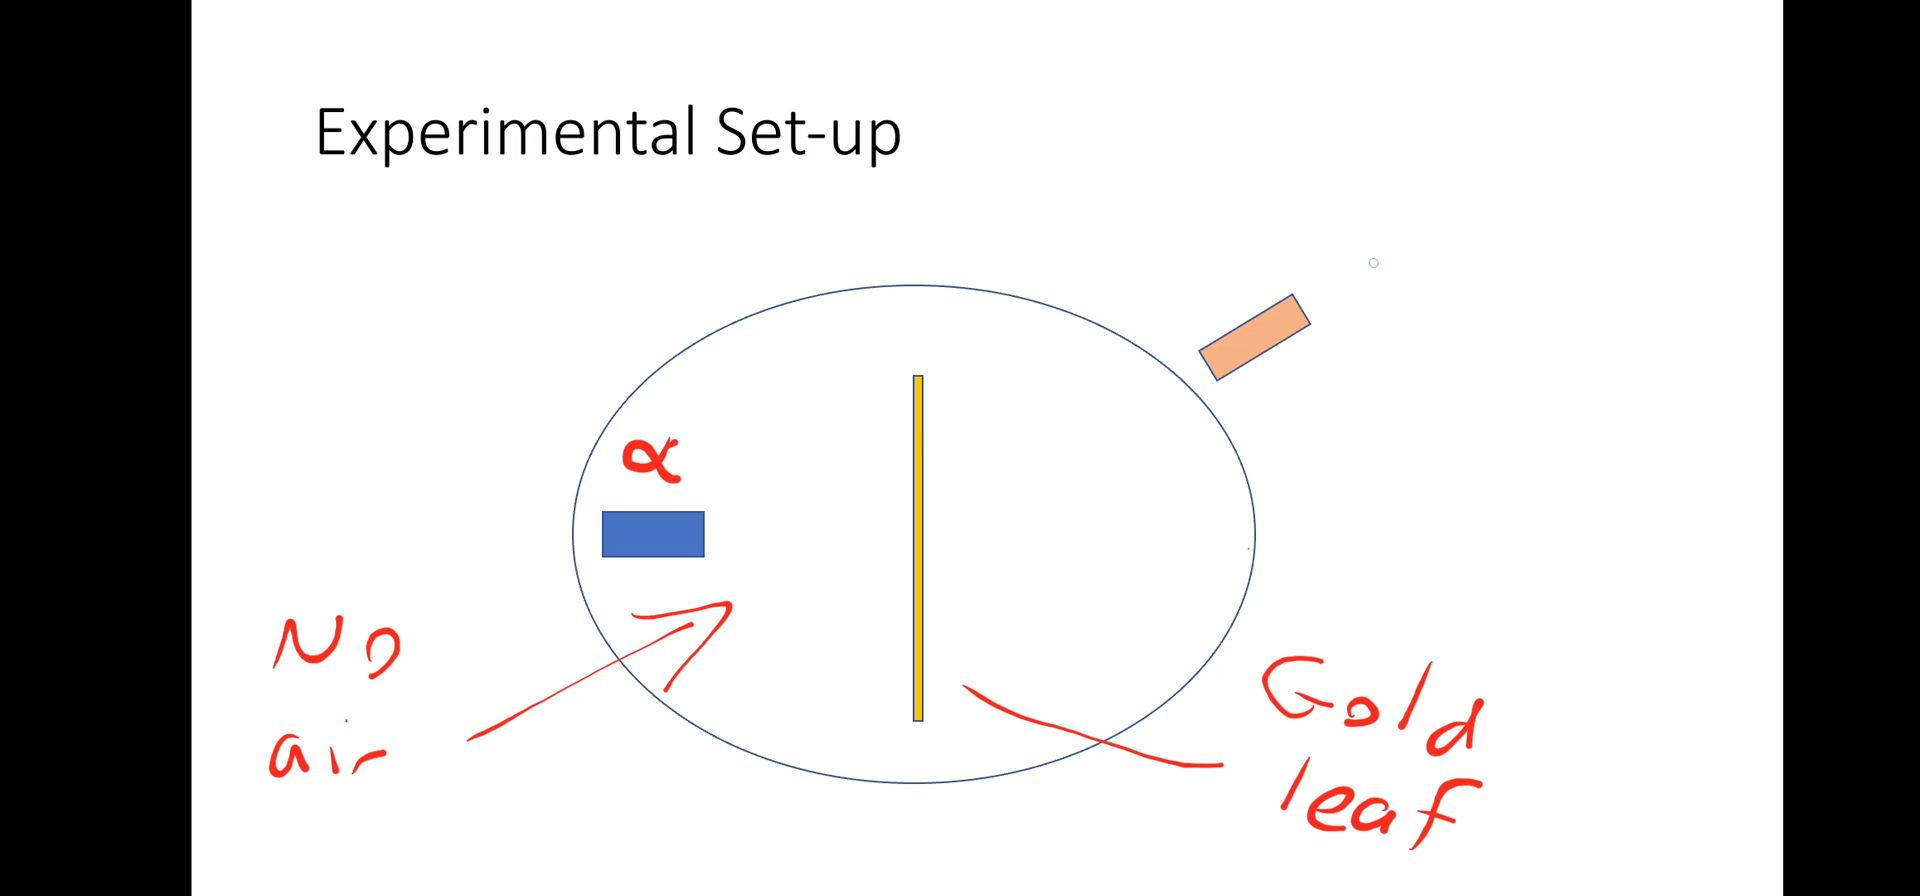 Experimental Set-up
α
No
air
Gold
leaf